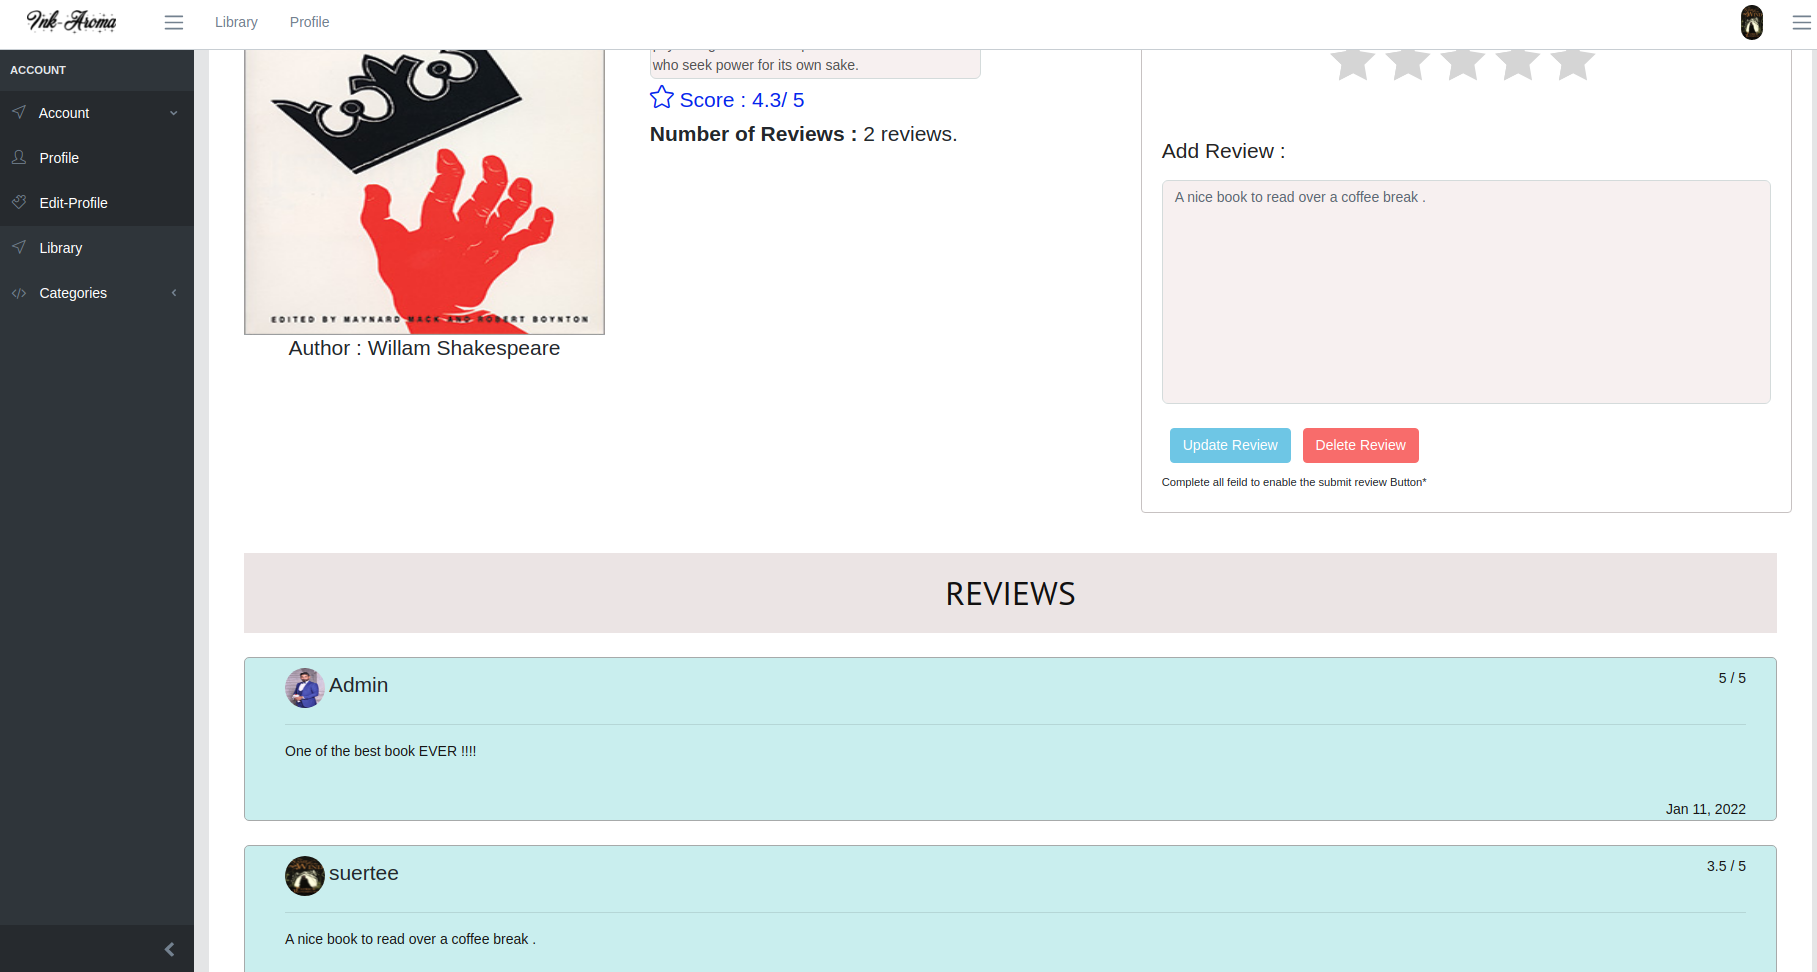 Ink-Aroma
Library
Profile
ACCOUNT
Account
Profile
Edit-Profile
Library
Categories
EDITED BY MAYNARD MACK AND ROBERT BOYNTON
Author : Willam Shakespeare
who seek power for its own sake.
Score : 4.3/ 5
Number of Reviews : 2 reviews.
Add Review :
A nice book to read over a coffee break .
Update Review
Delete Review
Complete all feild to enable the submit review Button*
REVIEWS
Admin
5 / 5
One of the best book EVER !!!!
Jan 11, 2022
suertee
3.5 / 5
A nice book to read over a coffee break .